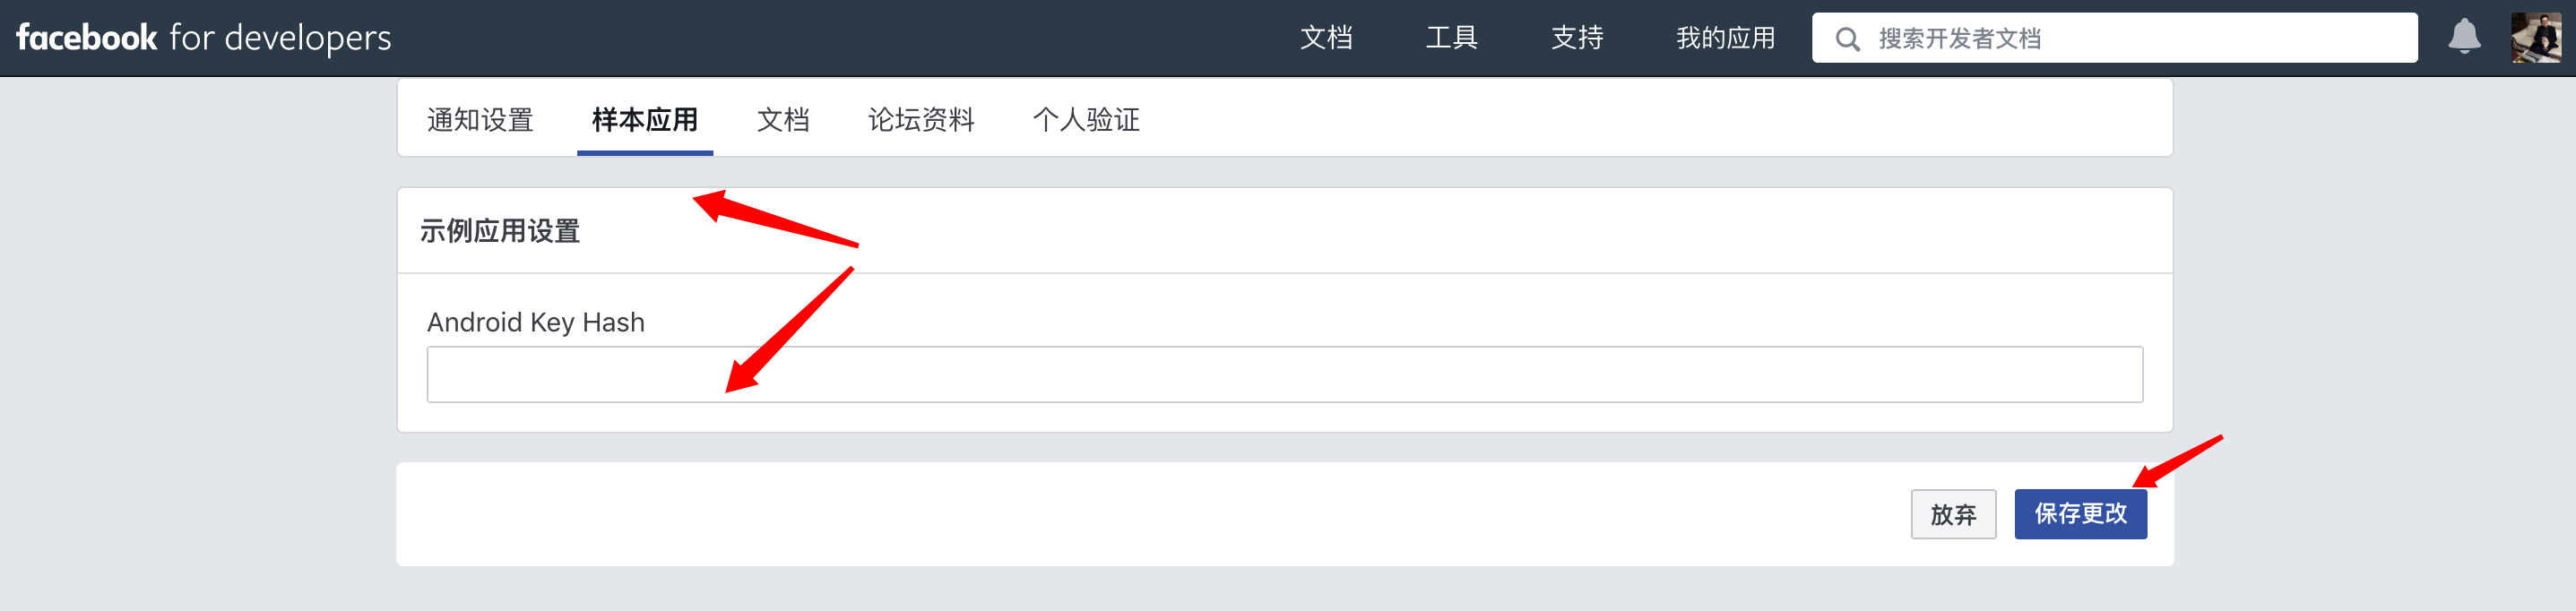 facebook for developers 文档 工具 支持 我的应用 搜索开发者文档
通知设置 样本应用 文档 论坛资料 个人验证
示例应用设置
Android Key Hash
放弃 保存更改